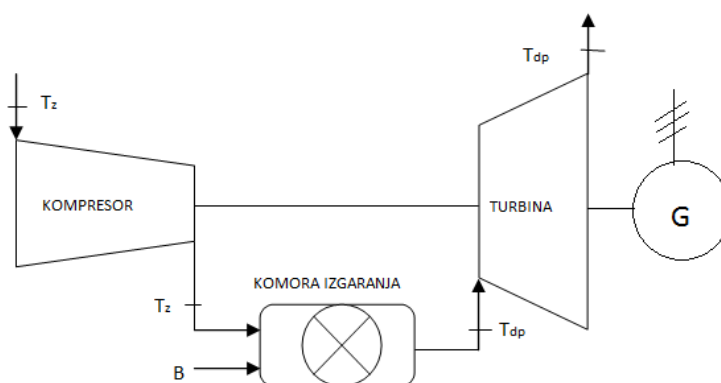 Tdp
Tz
KOMPRESOR
TURBINA
G
KOMORA IZGARANJA
Tz
Tdp
B